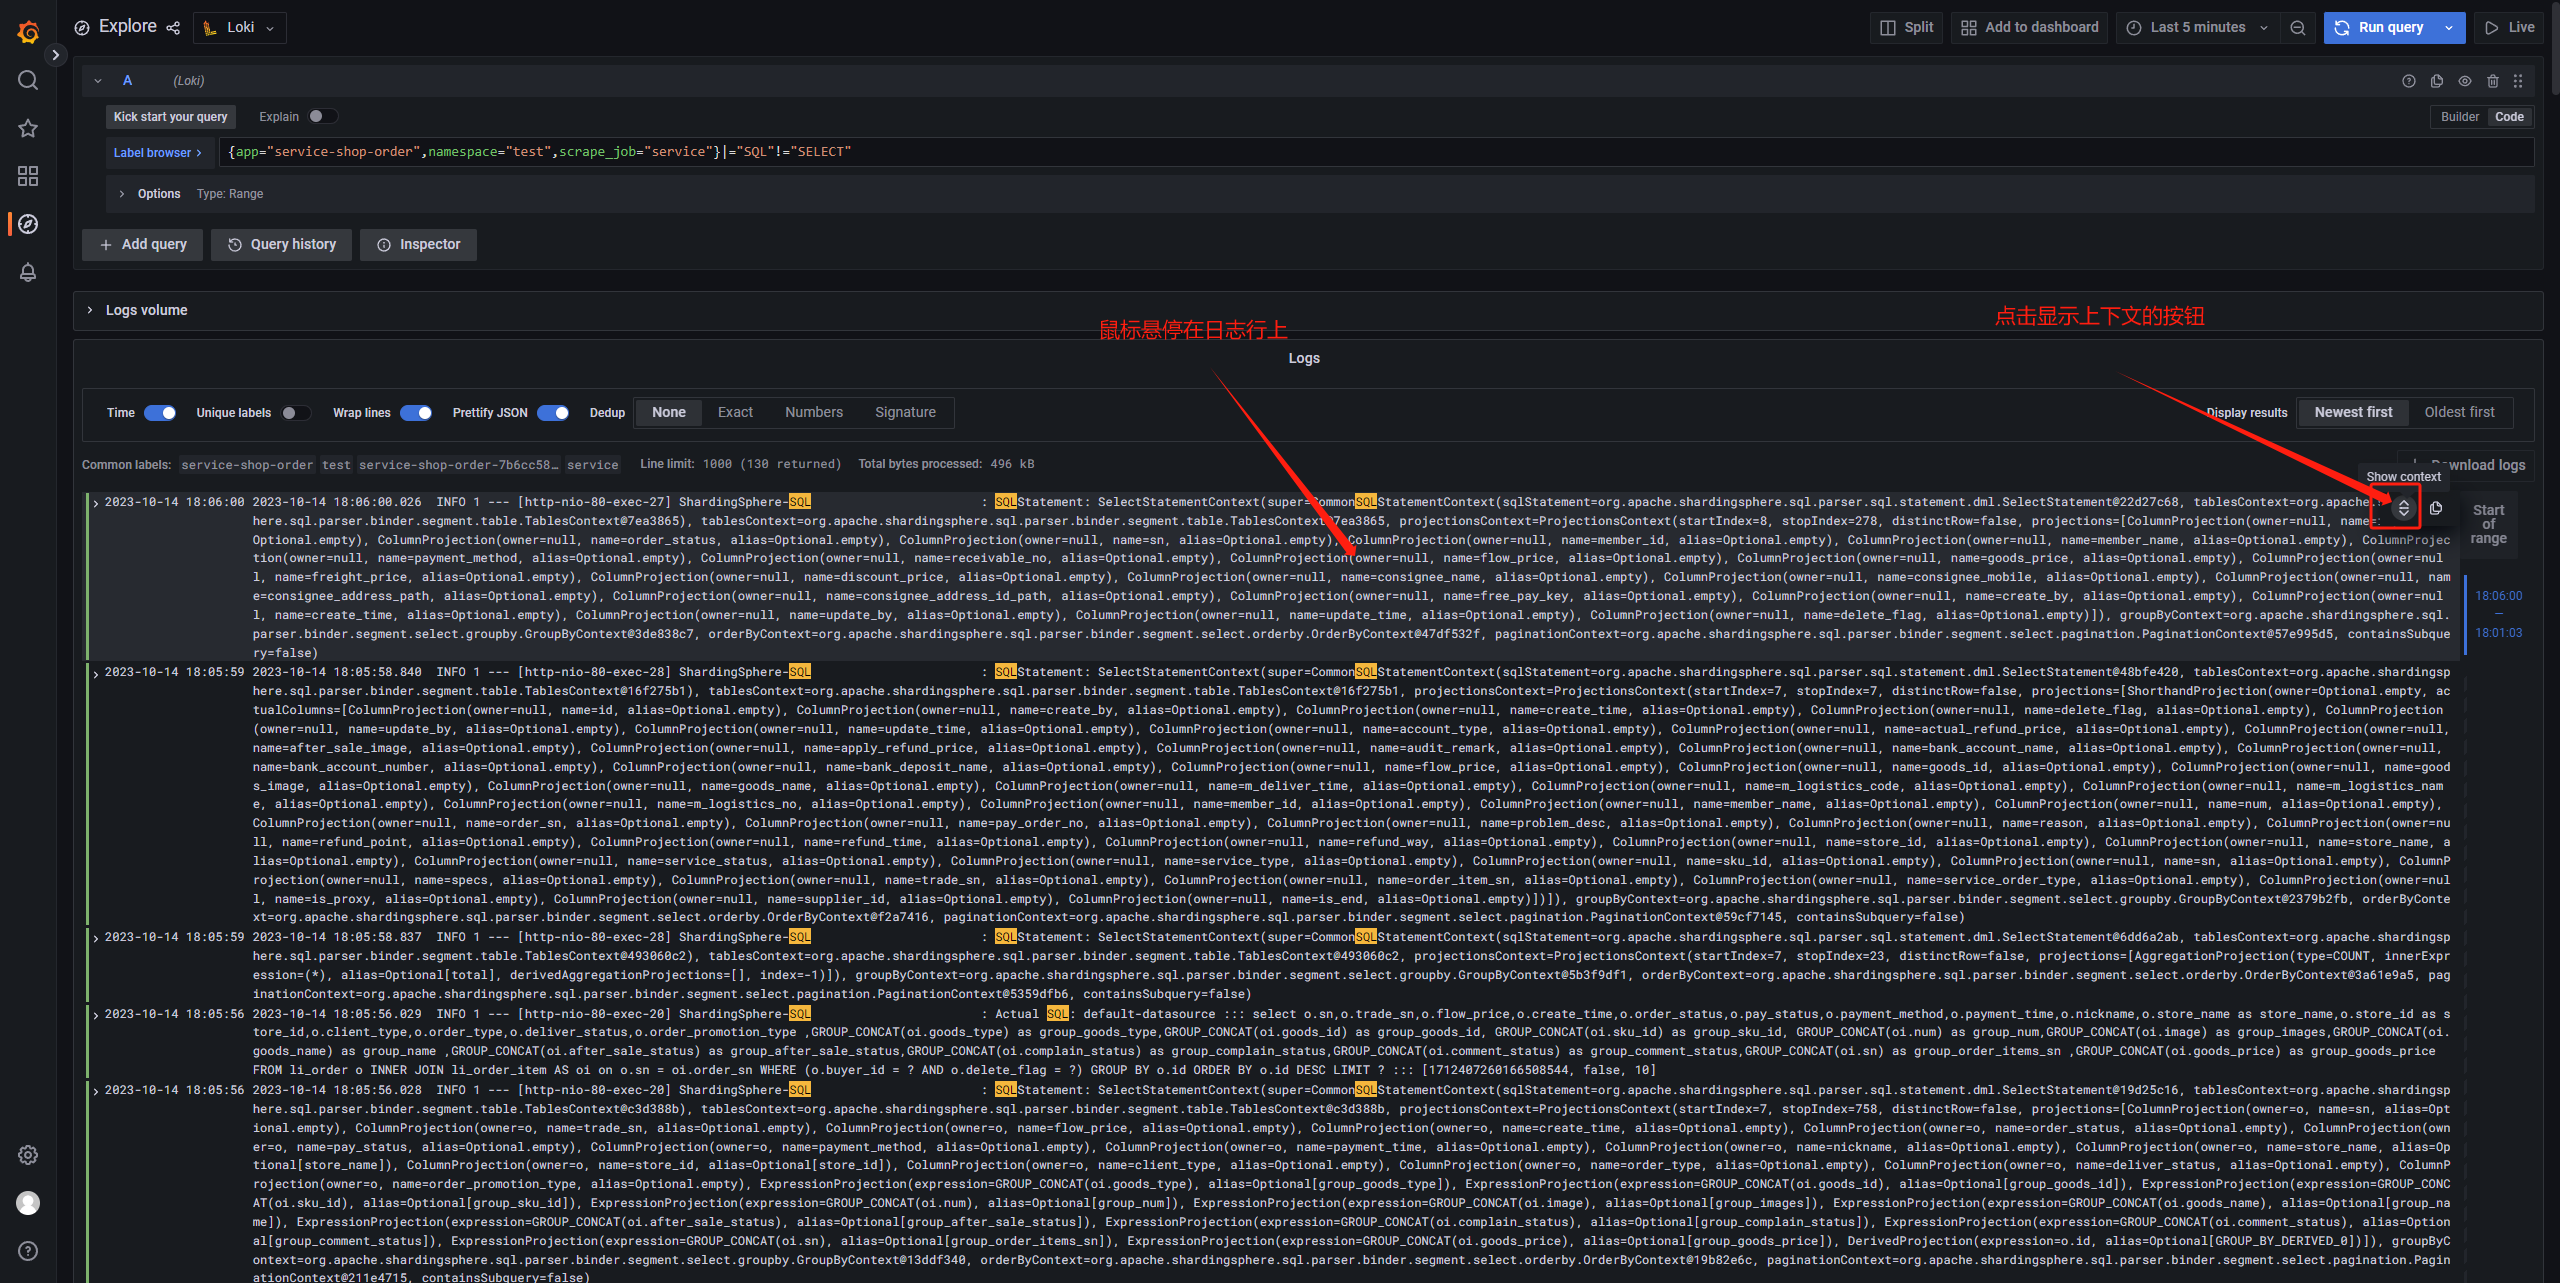 Explore
Loki
Split
Add to dashboard
Last 5 minutes
Run query
Live
A
(Loki)
Kick start your query
Explain
Builder
Code
Label browser >
{app="service-shop-order",namespace="test",scrape_job="service"}|="SQL"!="SELECT"
Options
Type: Range
+ Add query
Query history
Inspector
Logs volume
鼠标悬停在日志行上
点击显示上下文的按钮
Logs
Time
Unique labels
Wrap lines
Prettify JSON
Dedup
None
Exact
Numbers
Signature
Display results
Newest first
Oldest first
Common labels: service-shop-order test service-shop-order-7b6cc58… service
Line limit: 1000 (130 returned)
Total bytes processed: 496 kB
wnload logs
Show context
2023-10-14 18:06:00 2023-10-14 18:06:00.026 INFO 1 --- [http-nio-80-exec-27] ShardingSphere-SQL : SQLStatement: SelectStatementContext(super=CommonSQLStatementContext(sqlStatement=org.apache.shardingsphere.sql.parser.sql.statement.dml.SelectStatement@22d27c68, tablesContext=org.apache.
here.sql.parser.binder.segment.table.TablesContext@7ea3865), tablesContext=org.apache.shardingsphere.sql.parser.binder.segment.table.TablesContext@7ea3865, projectionsContext=ProjectionsContext(startIndex=8, stopIndex=278, distinctRow=false, projections=[ColumnProjection(owner=null, name=
Optional.empty), ColumnProjection(owner=null, name=order_status, alias=Optional.empty), ColumnProjection(owner=null, name=sn, alias=Optional.empty), ColumnProjection(owner=null, name=member_id, alias=Optional.empty), ColumnProjection(owner=null, name=member_name, alias=Optional.empty), ColumnProjec
tion(owner=null, name=payment_method, alias=Optional.empty), ColumnProjection(owner=null, name=receivable_no, alias=Optional.empty), ColumnProjection(owner=null, name=flow_price, alias=Optional.empty), ColumnProjection(owner=null, name=goods_price, alias=Optional.empty), ColumnProjection(owner=nul
l, name=freight_price, alias=Optional.empty), ColumnProjection(owner=null, name=discount_price, alias=Optional.empty), ColumnProjection(owner=null, name=consignee_name, alias=Optional.empty), ColumnProjection(owner=null, name=consignee_mobile, alias=Optional.empty), ColumnProjection(owner=null, nam
e=consignee_address_path, alias=Optional.empty), ColumnProjection(owner=null, name=consignee_address_id_path, alias=Optional.empty), ColumnProjection(owner=null, name=free_pay_key, alias=Optional.empty), ColumnProjection(owner=null, name=create_by, alias=Optional.empty), ColumnProjection(owner=nul
l, name=create_time, alias=Optional.empty), ColumnProjection(owner=null, name=update_by, alias=Optional.empty), ColumnProjection(owner=null, name=update_time, alias=Optional.empty), ColumnProjection(owner=null, name=delete_flag, alias=Optional.empty)]), groupByContext=org.apache.shardingsphere.sql.
parser.binder.segment.select.groupby.GroupByContext@3de838c7, orderByContext=org.apache.shardingsphere.sql.parser.binder.segment.select.orderby.OrderByContext@47df532f, paginationContext=org.apache.shardingsphere.sql.parser.binder.segment.select.pagination.PaginationContext@57e995d5, containsSubque
ry=false)
Start
of
range
18:06:00
—
18:01:03
2023-10-14 18:05:59 2023-10-14 18:05:58.840 INFO 1 --- [http-nio-80-exec-28] ShardingSphere-SQL : SQLStatement: SelectStatementContext(super=CommonSQLStatementContext(sqlStatement=org.apache.shardingsphere.sql.parser.sql.statement.dml.SelectStatement@48bfe420, tablesContext=org.apache.shardingsp
here.sql.parser.binder.segment.table.TablesContext@16f275b1), tablesContext=org.apache.shardingsphere.sql.parser.binder.segment.table.TablesContext@16f275b1, projectionsContext=ProjectionsContext(startIndex=7, stopIndex=7, distinctRow=false, projections=[ShorthandProjection(owner=Optional.empty, ac
tualColumns=[ColumnProjection(owner=null, name=id, alias=Optional.empty), ColumnProjection(owner=null, name=create_by, alias=Optional.empty), ColumnProjection(owner=null, name=create_time, alias=Optional.empty), ColumnProjection(owner=null, name=delete_flag, alias=Optional.empty), ColumnProjection
(owner=null, name=update_by, alias=Optional.empty), ColumnProjection(owner=null, name=update_time, alias=Optional.empty), ColumnProjection(owner=null, name=account_type, alias=Optional.empty), ColumnProjection(owner=null, name=actual_refund_price, alias=Optional.empty), ColumnProjection(owner=null,
name=after_sale_image, alias=Optional.empty), ColumnProjection(owner=null, name=apply_refund_price, alias=Optional.empty), ColumnProjection(owner=null, name=audit_remark, alias=Optional.empty), ColumnProjection(owner=null, name=bank_account_name, alias=Optional.empty), ColumnProjection(owner=null,
name=bank_account_number, alias=Optional.empty), ColumnProjection(owner=null, name=bank_deposit_name, alias=Optional.empty), ColumnProjection(owner=null, name=flow_price, alias=Optional.empty), ColumnProjection(owner=null, name=goods_id, alias=Optional.empty), ColumnProjection(owner=null, name=good
s_image, alias=Optional.empty), ColumnProjection(owner=null, name=goods_name, alias=Optional.empty), ColumnProjection(owner=null, name=m_deliver_time, alias=Optional.empty), ColumnProjection(owner=null, name=m_logistics_code, alias=Optional.empty), ColumnProjection(owner=null, name=m_logistics_nam
e, alias=Optional.empty), ColumnProjection(owner=null, name=m_logistics_no, alias=Optional.empty), ColumnProjection(owner=null, name=member_id, alias=Optional.empty), ColumnProjection(owner=null, name=member_name, alias=Optional.empty), ColumnProjection(owner=null, name=num, alias=Optional.empty),
ColumnProjection(owner=null, name=order_sn, alias=Optional.empty), ColumnProjection(owner=null, name=pay_order_no, alias=Optional.empty), ColumnProjection(owner=null, name=problem_desc, alias=Optional.empty), ColumnProjection(owner=null, name=reason, alias=Optional.empty), ColumnProjection(owner=nu
ll, name=refund_point, alias=Optional.empty), ColumnProjection(owner=null, name=refund_time, alias=Optional.empty), ColumnProjection(owner=null, name=refund_way, alias=Optional.empty), ColumnProjection(owner=null, name=store_id, alias=Optional.empty), ColumnProjection(owner=null, name=store_name, a
lias=Optional.empty), ColumnProjection(owner=null, name=service_status, alias=Optional.empty), ColumnProjection(owner=null, name=service_type, alias=Optional.empty), ColumnProjection(owner=null, name=sku_id, alias=Optional.empty), ColumnProjection(owner=null, name=sn, alias=Optional.empty), ColumnP
rojection(owner=null, name=specs, alias=Optional.empty), ColumnProjection(owner=null, name=trade_sn, alias=Optional.empty), ColumnProjection(owner=null, name=order_item_sn, alias=Optional.empty), ColumnProjection(owner=null, name=service_order_type, alias=Optional.empty), ColumnProjection(owner=nul
l, name=is_proxy, alias=Optional.empty), ColumnProjection(owner=null, name=supplier_id, alias=Optional.empty), ColumnProjection(owner=null, name=is_end, alias=Optional.empty)])]), groupByContext=org.apache.shardingsphere.sql.parser.binder.segment.select.groupby.GroupByContext@2379b2fb, orderByConte
xt=org.apache.shardingsphere.sql.parser.binder.segment.select.orderby.OrderByContext@f2a7416, paginationContext=org.apache.shardingsphere.sql.parser.binder.segment.select.pagination.PaginationContext@59cf7145, containsSubquery=false)
2023-10-14 18:05:59 2023-10-14 18:05:58.837 INFO 1 --- [http-nio-80-exec-28] ShardingSphere-SQL : SQLStatement: SelectStatementContext(super=CommonSQLStatementContext(sqlStatement=org.apache.shardingsphere.sql.parser.sql.statement.dml.SelectStatement@6dd6a2ab, tablesContext=org.apache.shardingsp
here.sql.parser.binder.segment.table.TablesContext@493060c2), tablesContext=org.apache.shardingsphere.sql.parser.binder.segment.table.TablesContext@493060c2, projectionsContext=ProjectionsContext(startIndex=7, stopIndex=23, distinctRow=false, projections=[AggregationProjection(type=COUNT, innerExpr
ession=(*), alias=Optional[total], derivedAggregationProjections=[], index=-1)]), groupByContext=org.apache.shardingsphere.sql.parser.binder.segment.select.groupby.GroupByContext@5b3f9df1, orderByContext=org.apache.shardingsphere.sql.parser.binder.segment.select.orderby.OrderByContext@3a61e9a5, pag
inationContext=org.apache.shardingsphere.sql.parser.binder.segment.select.pagination.PaginationContext@5359dfb6, containsSubquery=false)
2023-10-14 18:05:56 2023-10-14 18:05:56.029 INFO 1 --- [http-nio-80-exec-20] ShardingSphere-SQL : Actual SQL: default-datasource ::: select o.sn,o.trade_sn,o.flow_price,o.create_time,o.order_status,o.pay_status,o.payment_method,o.payment_time,o.nickname,o.store_name as store_name,o.store_id as s
tore_id,o.client_type,o.order_type,o.deliver_status,o.order_promotion_type ,GROUP_CONCAT(oi.goods_type) as group_goods_type,GROUP_CONCAT(oi.goods_id) as group_goods_id, GROUP_CONCAT(oi.sku_id) as group_sku_id, GROUP_CONCAT(oi.num) as group_num,GROUP_CONCAT(oi.image) as group_images,GROUP_CONCAT(oi.
goods_name) as group_name ,GROUP_CONCAT(oi.after_sale_status) as group_after_sale_status,GROUP_CONCAT(oi.complain_status) as group_complain_status,GROUP_CONCAT(oi.comment_status) as group_comment_status,GROUP_CONCAT(oi.sn) as group_order_items_sn ,GROUP_CONCAT(oi.goods_price) as group_goods_price
FROM li_order o INNER JOIN li_order_item AS oi on o.sn = oi.order_sn WHERE (o.buyer_id = ? AND o.delete_flag = ?) GROUP BY o.id ORDER BY o.id DESC LIMIT ? ::: [1712407260166508544, false, 10]
2023-10-14 18:05:56 2023-10-14 18:05:56.028 INFO 1 --- [http-nio-80-exec-20] ShardingSphere-SQL : SQLStatement: SelectStatementContext(super=CommonSQLStatementContext(sqlStatement=org.apache.shardingsphere.sql.parser.sql.statement.dml.SelectStatement@19d25c16, tablesContext=org.apache.shardingsp
here.sql.parser.binder.segment.table.TablesContext@c3d388b), tablesContext=org.apache.shardingsphere.sql.parser.binder.segment.table.TablesContext@c3d388b, projectionsContext=ProjectionsContext(startIndex=7, stopIndex=758, distinctRow=false, projections=[ColumnProjection(owner=o, name=sn, alias=Opt
ional.empty), ColumnProjection(owner=o, name=trade_sn, alias=Optional.empty), ColumnProjection(owner=o, name=flow_price, alias=Optional.empty), ColumnProjection(owner=o, name=create_time, alias=Optional.empty), ColumnProjection(owner=o, name=order_status, alias=Optional.empty), ColumnProjection(own
er=o, name=pay_status, alias=Optional.empty), ColumnProjection(owner=o, name=payment_method, alias=Optional.empty), ColumnProjection(owner=o, name=payment_time, alias=Optional.empty), ColumnProjection(owner=o, name=nickname, alias=Optional.empty), ColumnProjection(owner=o, name=store_name, alias=Op
tional[store_name]), ColumnProjection(owner=o, name=store_id, alias=Optional[store_id]), ColumnProjection(owner=o, name=client_type, alias=Optional.empty), ColumnProjection(owner=o, name=order_type, alias=Optional.empty), ColumnProjection(owner=o, name=deliver_status, alias=Optional.empty), ColumnP
rojection(owner=o, name=order_promotion_type, alias=Optional.empty), ExpressionProjection(expression=GROUP_CONCAT(oi.goods_type), alias=Optional[group_goods_type]), ExpressionProjection(expression=GROUP_CONCAT(oi.goods_id), alias=Optional[group_goods_id]), ExpressionProjection(expression=GROUP_CONC
AT(oi.sku_id), alias=Optional[group_sku_id]), ExpressionProjection(expression=GROUP_CONCAT(oi.num), alias=Optional[group_num]), ExpressionProjection(expression=GROUP_CONCAT(oi.image), alias=Optional[group_images]), ExpressionProjection(expression=GROUP_CONCAT(oi.goods_name), alias=Optional[group_na
me]), ExpressionProjection(expression=GROUP_CONCAT(oi.after_sale_status), alias=Optional[group_after_sale_status]), ExpressionProjection(expression=GROUP_CONCAT(oi.complain_status), alias=Optional[group_complain_status]), ExpressionProjection(expression=GROUP_CONCAT(oi.comment_status), alias=Option
al[group_comment_status]), ExpressionProjection(expression=GROUP_CONCAT(oi.sn), alias=Optional[group_order_items_sn]), ExpressionProjection(expression=GROUP_CONCAT(oi.goods_price), alias=Optional[group_goods_price]), DerivedProjection(expression=o.id, alias=Optional[GROUP_BY_DERIVED_0])]), groupByC
ontext=org.apache.shardingsphere.sql.parser.binder.segment.select.groupby.GroupByContext@13ddf340, orderByContext=org.apache.shardingsphere.sql.parser.binder.segment.select.orderby.OrderByContext@19b82e6c, paginationContext=org.apache.shardingsphere.sql.parser.binder.segment.select.pagination.Pagin
ationContext@211e4715, containsSubquery=false)